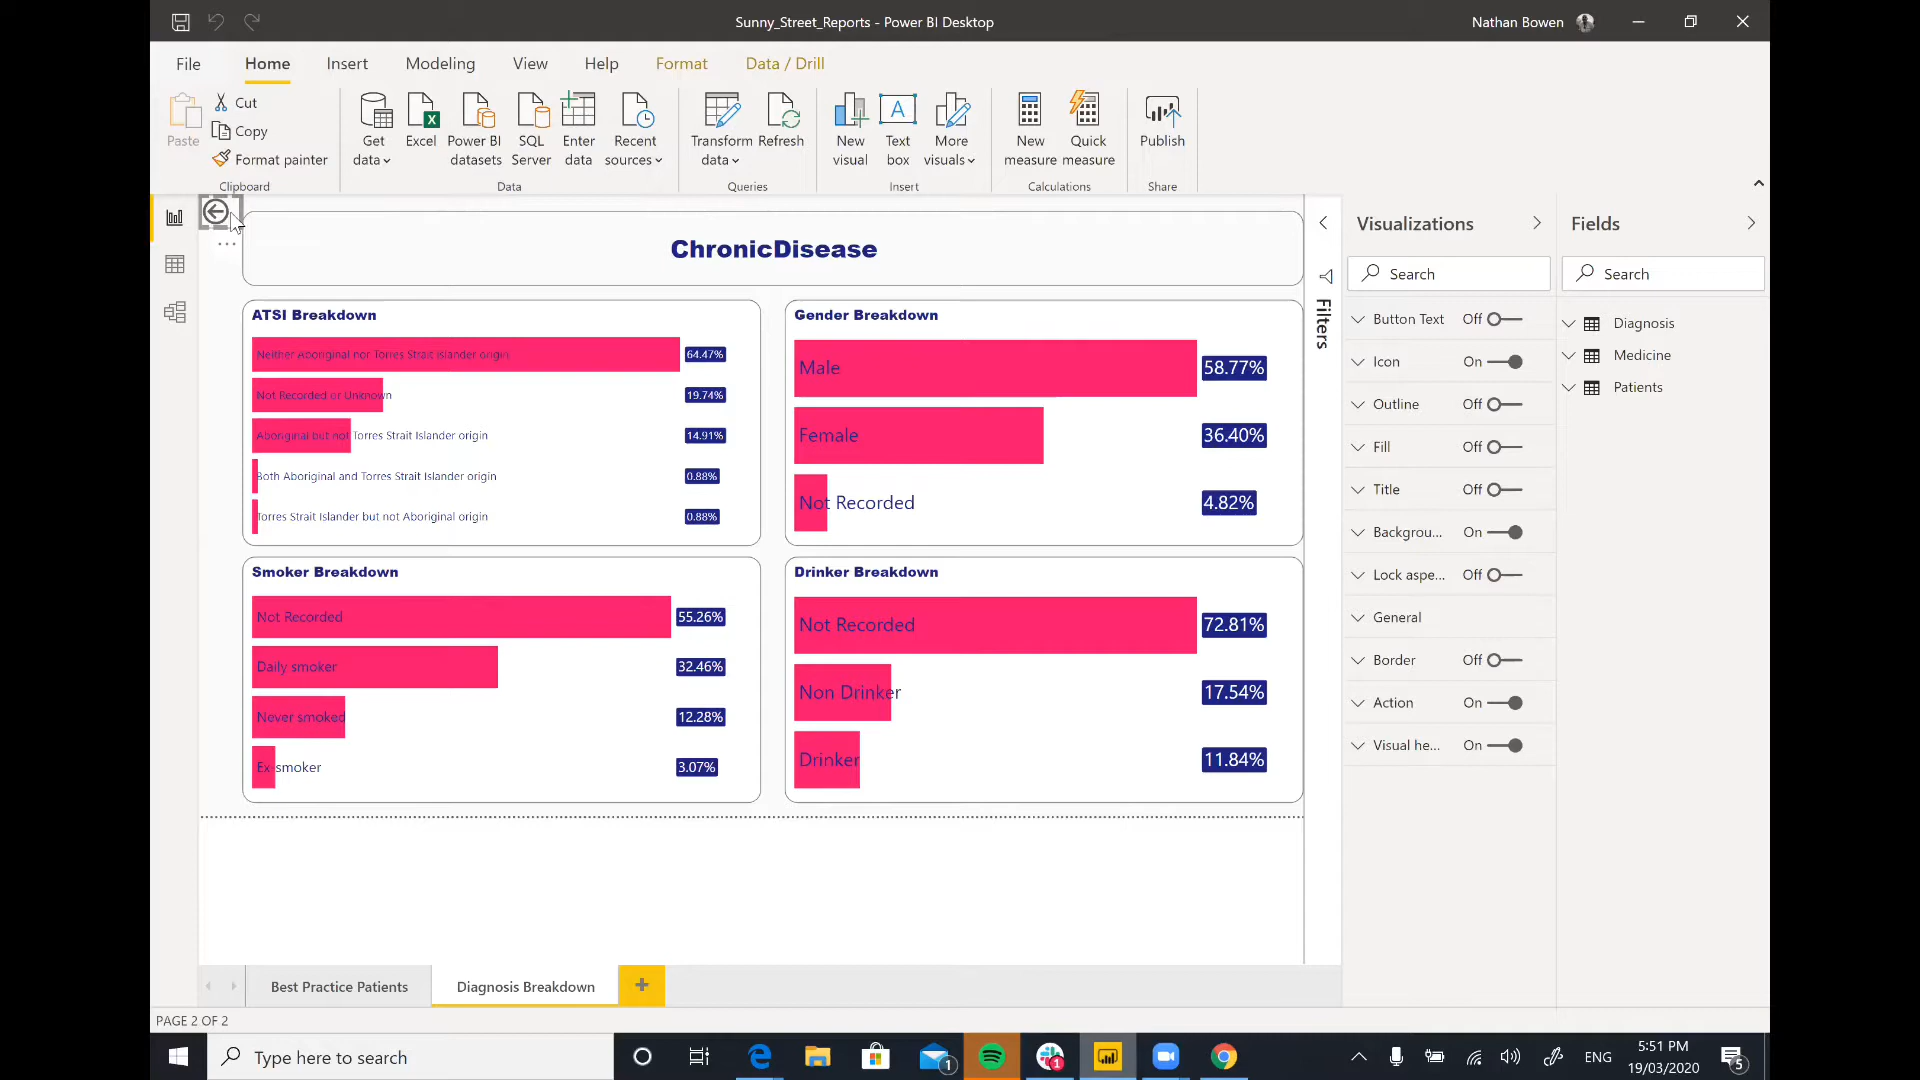 Sunny_Street_Reports - Power BI Desktop
Nathan Bowen
File Home Insert Modeling View Help Format Data / Drill
Paste
Cut
Copy
Format painter
Clipboard
Get data
Excel
Power BI datasets
SQL Server
Enter data
Recent sources
Data
Transform data
Refresh
Queries
New visual
Text box
More visuals
Insert
New measure
Quick measure
Calculations
Publish
Share
ChronicDisease
ATSI Breakdown
Neither Aboriginal nor Torres Strait Islander origin 64.47%
Not Recorded or Unknown 19.74%
Aboriginal but not Torres Strait Islander origin 14.91%
Both Aboriginal and Torres Strait Islander origin 0.88%
Torres Strait Islander but not Aboriginal origin 0.88%
Gender Breakdown
Male 58.77%
Female 36.40%
Not Recorded 4.82%
Smoker Breakdown
Not Recorded 55.26%
Daily smoker 32.46%
Never smoked 12.28%
Ex-smoker 3.07%
Drinker Breakdown
Not Recorded 72.81%
Non Drinker 17.54%
Drinker 11.84%
Filters
Visualizations
Search
Button Text Off
Icon On
Outline Off
Fill Off
Title Off
Backgrou... On
Lock aspe... Off
General
Border Off
Action On
Visual he... On
Fields
Search
Diagnosis
Medicine
Patients
Best Practice Patients
Diagnosis Breakdown
PAGE 2 OF 2
Type here to search
1
1
ENG
5:51 PM
19/03/2020
5